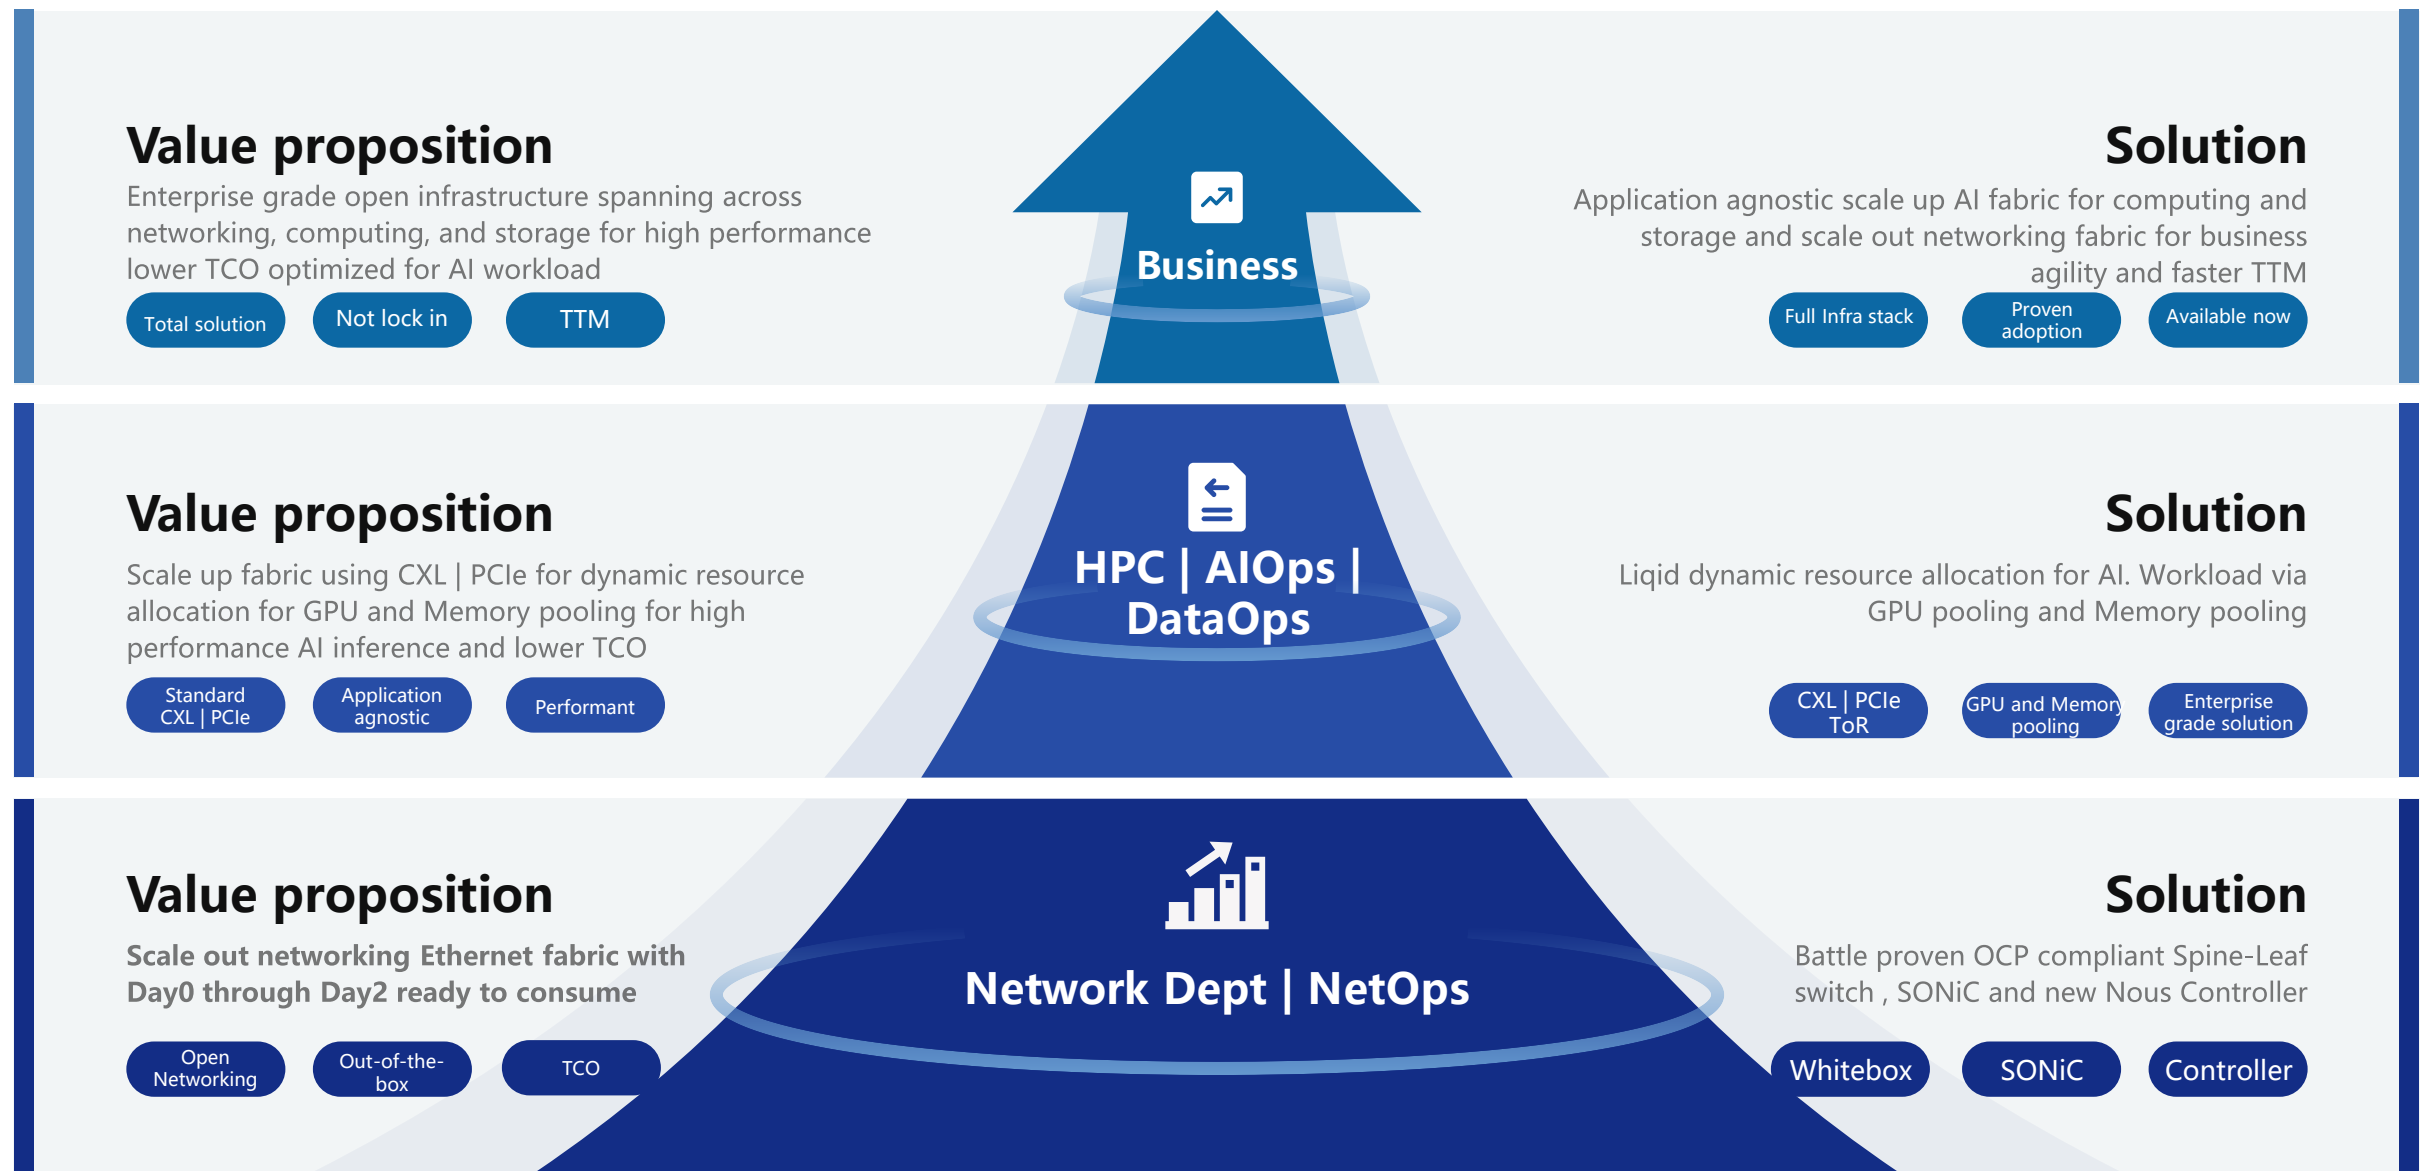 Value proposition
Enterprise grade open infrastructure spanning across
networking, computing, and storage for high performance
lower TCO optimized for AI workload
Total solution
Not lock in
TTM
Business
Solution
Application agnostic scale up AI fabric for computing and
storage and scale out networking fabric for business
agility and faster TTM
Full Infra stack
Proven
adoption
Available now
Value proposition
Scale up fabric using CXL | PCIe for dynamic resource
allocation for GPU and Memory pooling for high
performance AI inference and lower TCO
Standard
CXL | PCIe
Application
agnostic
Performant
HPC | AIOps |
DataOps
Solution
Liqid dynamic resource allocation for AI. Workload via
GPU pooling and Memory pooling
CXL | PCIe
ToR
GPU and Memory
pooling
Enterprise
grade solution
Value proposition
Scale out networking Ethernet fabric with
Day0 through Day2 ready to consume
Open
Networking
Out-of-the-
box
TCO
Network Dept | NetOps
Solution
Battle proven OCP compliant Spine-Leaf
switch , SONiC and new Nous Controller
Whitebox
SONiC
Controller